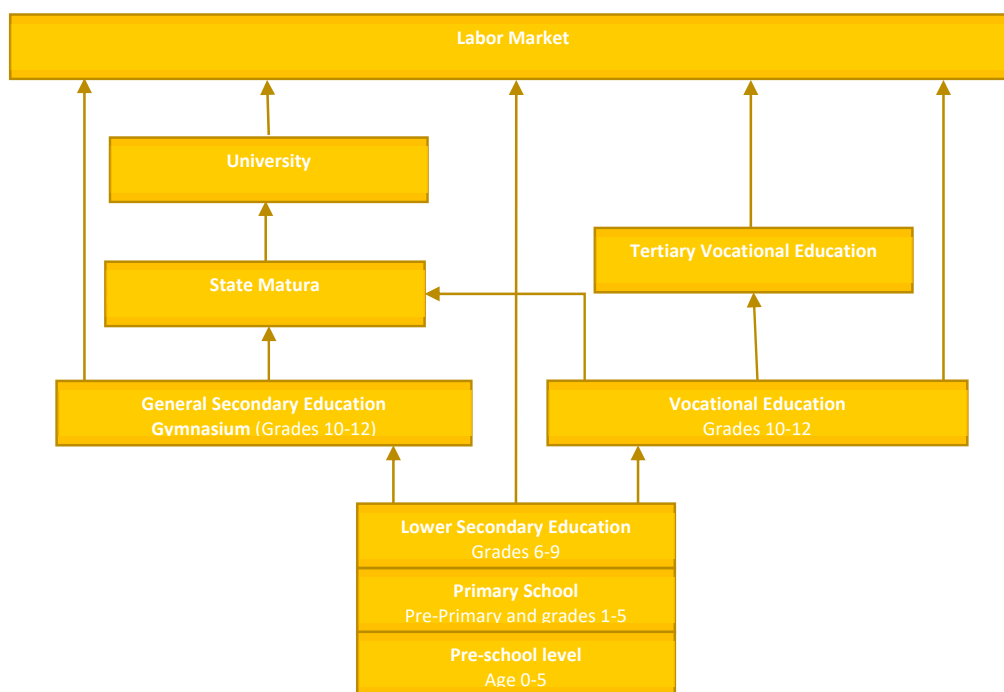 Labor Market
University
Tertiary Vocational Education
State Matura
General Secondary Education
Gymnasium (Grades 10-12)
Vocational Education
Grades 10-12
Lower Secondary Education
Grades 6-9
Primary School
Pre-Primary and grades 1-5
Pre-school level
Age 0-5